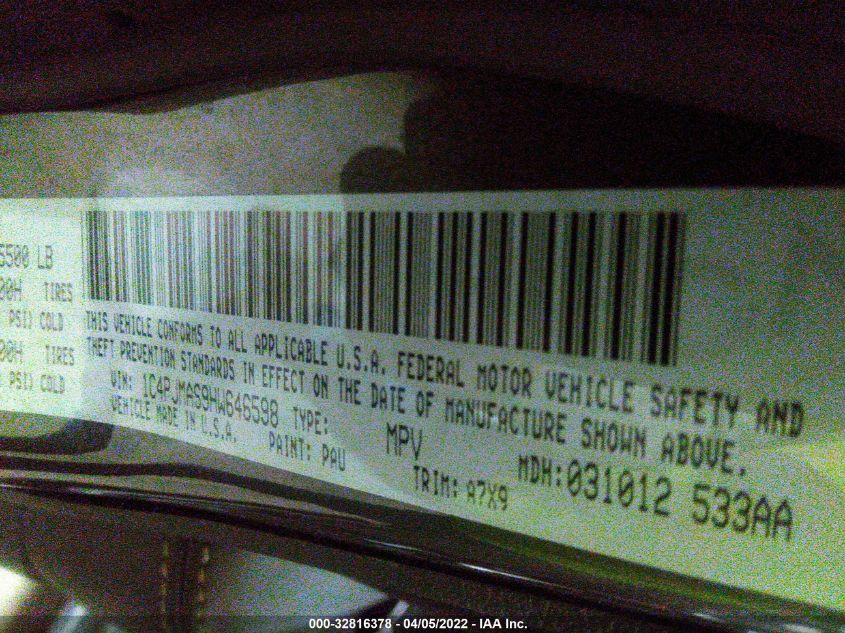 5500 LB
00H TIRES
PSI) COLD
00H TIRES
PSI) COLD
THIS VEHICLE CONFORMS TO ALL APPLICABLE U.S.A. FEDERAL MOTOR VEHICLE SAFETY AND
THEFT PREVENTION STANDARDS IN EFFECT ON THE DATE OF MANUFACTURE SHOWN ABOVE.
VIN: 1C4PJMAS9HW646598 TYPE: MPV MDH:031012 533AA
VEHICLE MADE IN U.S.A. PAINT: PAU TRIM: A7X9
000-32816378 - 04/05/2022 - IAA Inc.